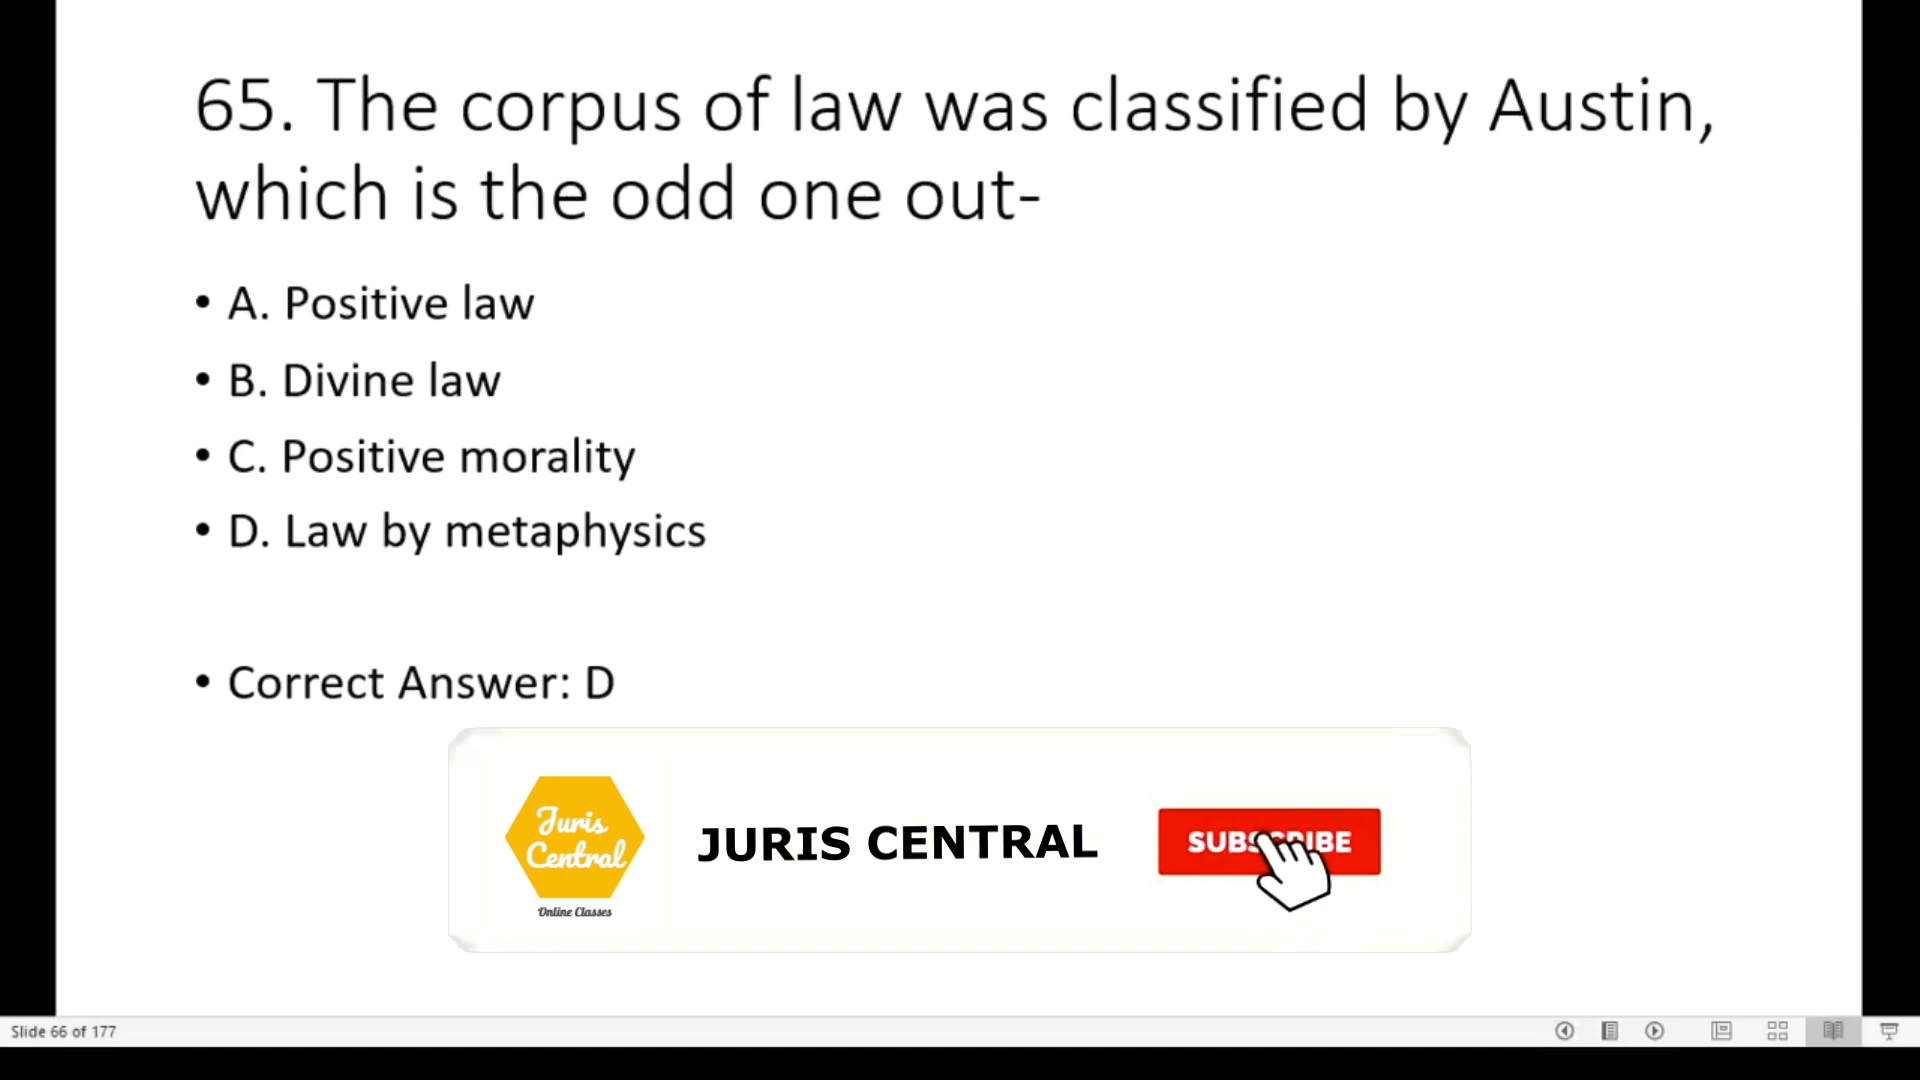 65. The corpus of law was classified by Austin,
which is the odd one out-
• A. Positive law
• B. Divine law
• C. Positive morality
• D. Law by metaphysics
• Correct Answer: D
Juris
Central
Online Classes
JURIS CENTRAL
SUBSCRIBE
Slide 66 of 177